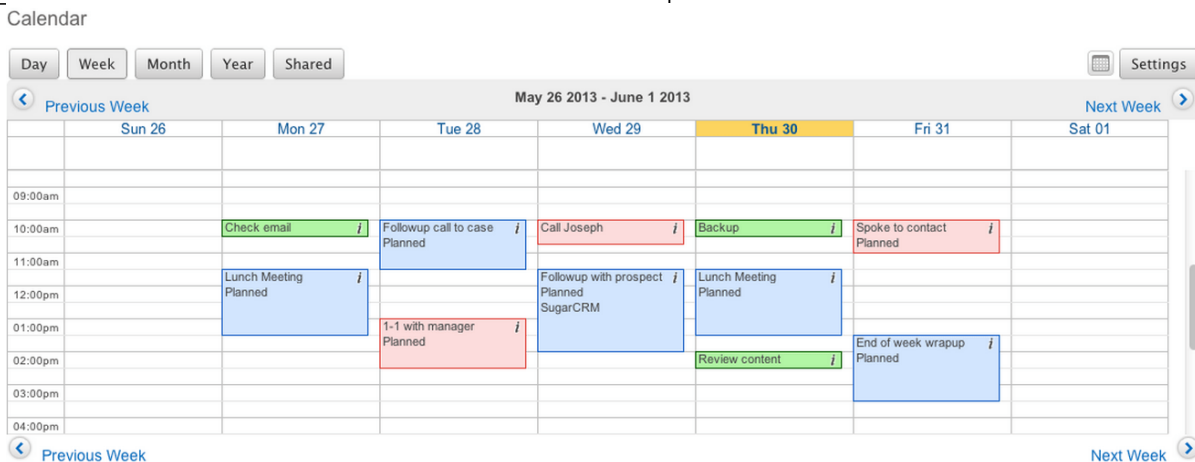 Calendar
Day Week Month Year Shared Settings
Previous Week May 26 2013 - June 1 2013 Next Week
Sun 26 Mon 27 Tue 28 Wed 29 Thu 30 Fri 31 Sat 01
09:00am
10:00am
Check email i
Followup call to case i
Planned
Call Joseph i
Backup i
Spoke to contact i
Planned
11:00am
Lunch Meeting i
Planned
Followup with prospect i
Planned
SugarCRM
Lunch Meeting i
Planned
12:00pm
01:00pm
1-1 with manager i
Planned
End of week wrapup i
Planned
02:00pm
Review content i
03:00pm
04:00pm
Previous Week Next Week